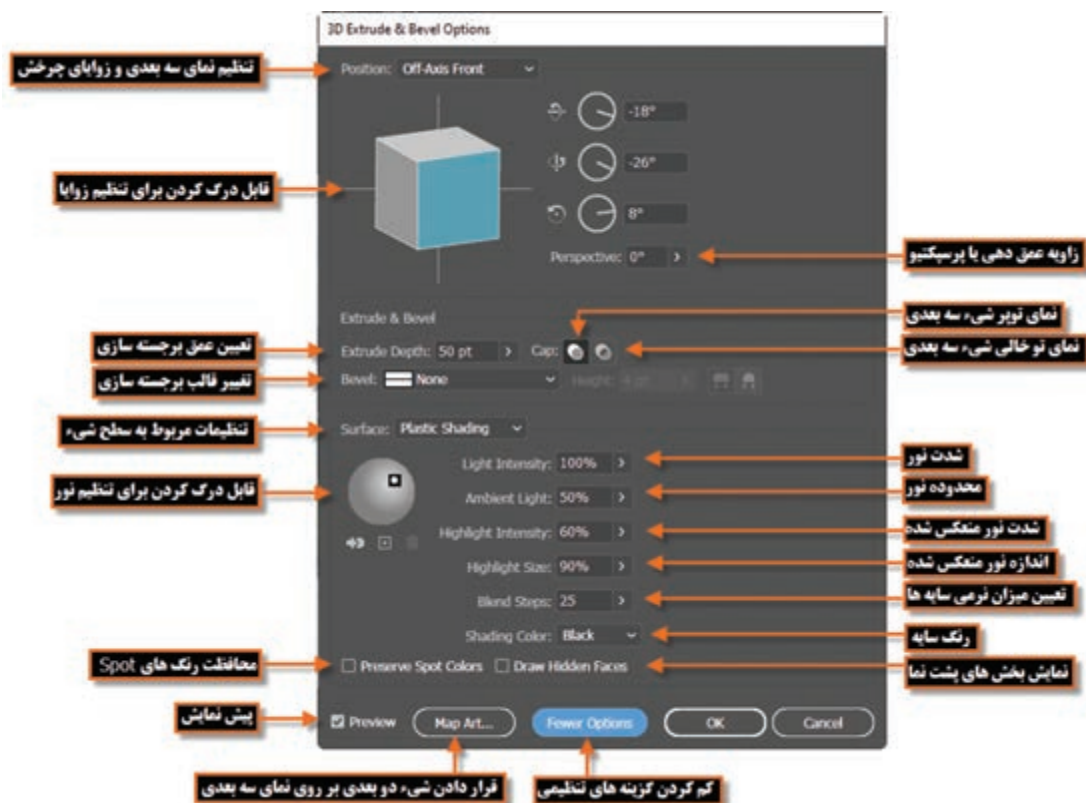 3D Extrude & Bevel Options
تنظیم نمای سه بعدی و زوایای چرخش
Position: Off-Axis Front
-18°
-26°
قابل درگ کردن برای تنظیم زوایا
8°
Perspective: 0°
زاویه عمق دهی یا پرسپکتیو
Extrude & Bevel
نمای توپر شیء سه بعدی
تعیین عمق برجسته سازی
Extrude Depth: 50 pt Cap:
نمای تو خالی شیء سه بعدی
تغییر قالب برجسته سازی
Bevel: None Height: 4 pt
تنظیمات مربوط به سطح شیء
Surface: Plastic Shading
Light Intensity: 100%
شدت نور
قابل درگ کردن برای تنظیم نور
Ambient Light: 50%
محدوده نور
Highlight Intensity: 60%
شدت نور منعکس شده
Highlight Size: 90%
اندازه نور منعکس شده
Blend Steps: 25
تعیین میزان نرمی سایه ها
Shading Color: Black
رنگ سایه
محافظت رنگ های Spot
Preserve Spot Colors Draw Hidden Faces
نمایش بخش های پشت نما
پیش نمایش
Preview Map Art... Fewer Options OK Cancel
قرار دادن شیء دو بعدی بر روی نمای سه بعدی
کم کردن گزینه های تنظیمی